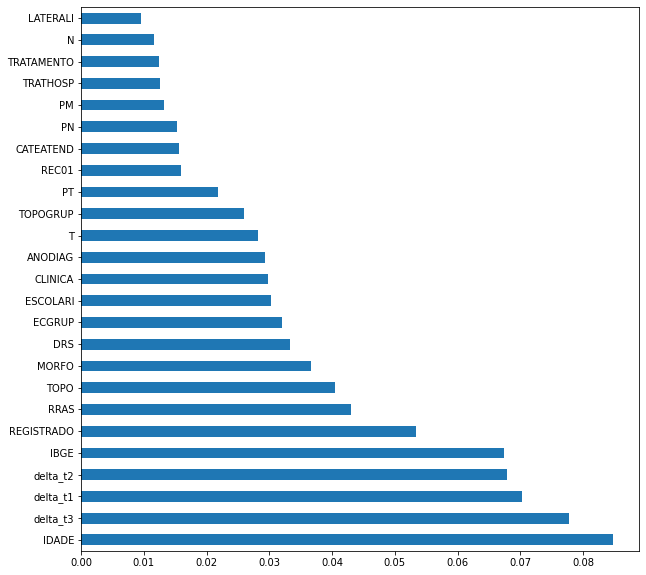 LATERALI
N
TRATAMENTO
TRATHOSP
PM
PN
CATEATEND
REC01
PT
TOPOGRUP
T
ANODIAG
CLINICA
ESCOLARI
ECGRUP
DRS
MORFO
TOPO
RRAS
REGISTRADO
IBGE
delta_t2
delta_t1
delta_t3
IDADE
0.00 0.01 0.02 0.03 0.04 0.05 0.06 0.07 0.08